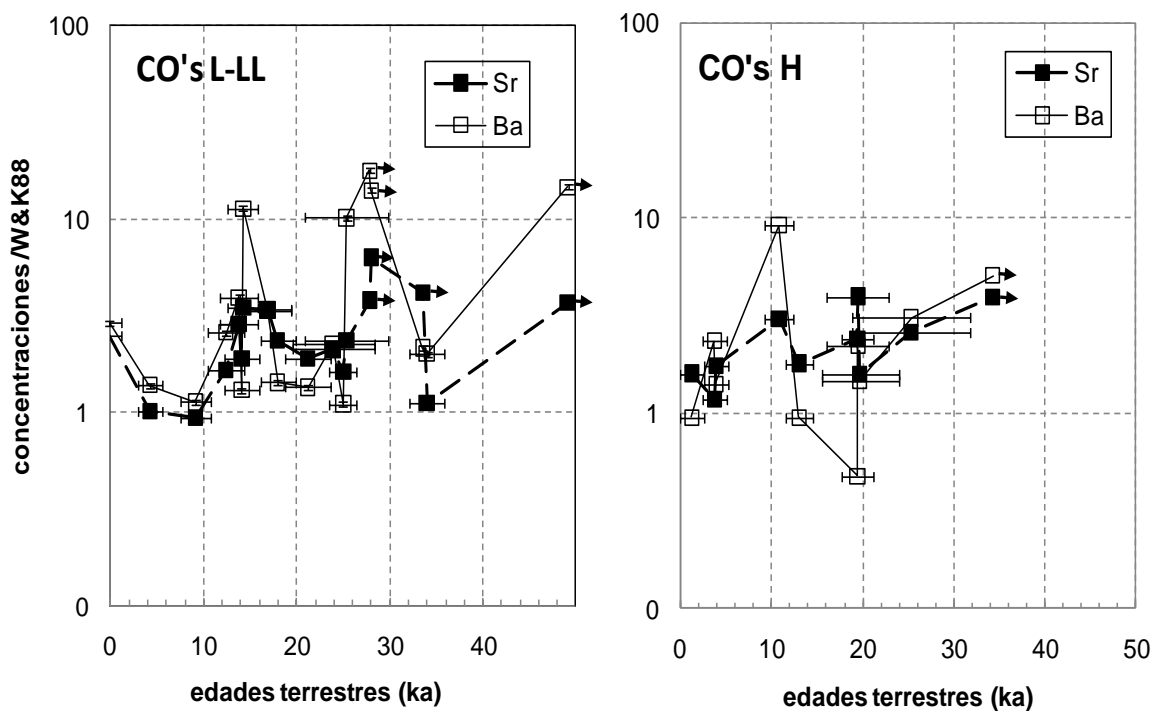 100
10
1
0
concentraciones /W&K88
CO's L-LL
Sr
Ba
0 10 20 30 40
edades terrestres (ka)
100
10
1
0
CO's H
Sr
Ba
0 10 20 30 40 50
edades terrestres (ka)